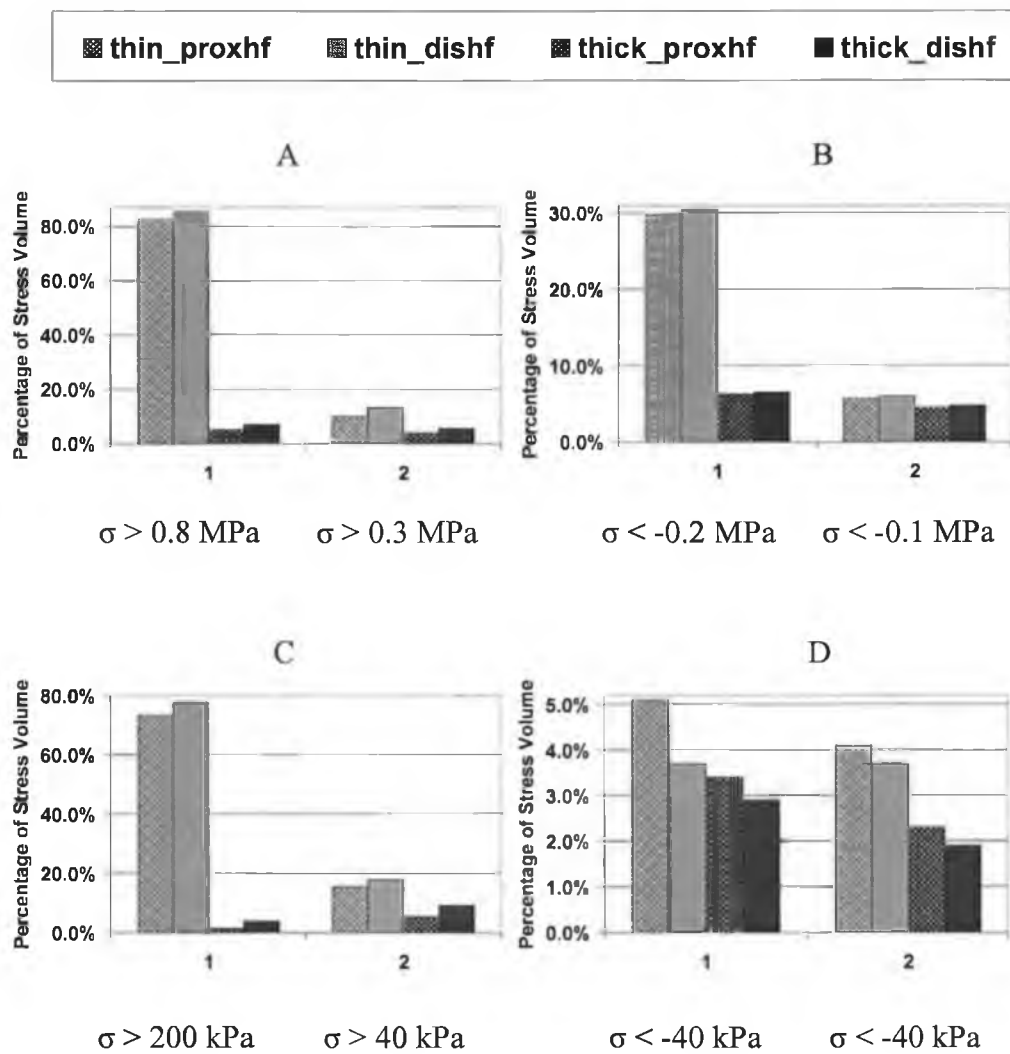 thin_proxhf thin_dishf thick_proxhf thick_dishf
A
Percentage of Stress Volume
80.0%
60.0%
40.0%
20.0%
0.0%
1 2
σ > 0.8 MPa σ > 0.3 MPa
B
Percentage of Stress Volume
30.0%
20.0%
10.0%
0.0%
1 2
σ < -0.2 MPa σ < -0.1 MPa
C
Percentage of Stress Volume
80.0%
60.0%
40.0%
20.0%
0.0%
1 2
σ > 200 kPa σ > 40 kPa
D
Percentage of Stress Volume
5.0%
4.0%
3.0%
2.0%
1.0%
0.0%
1 2
σ < -40 kPa σ < -40 kPa